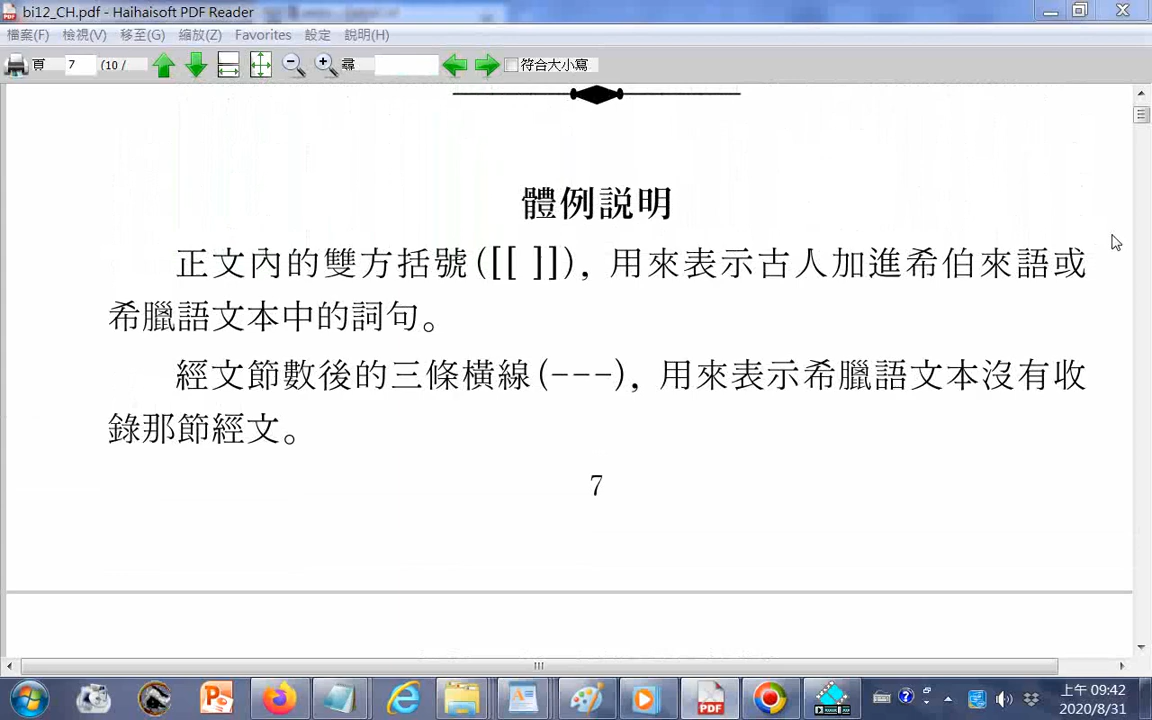 bi12_CH.pdf - Haihaisoft PDF Reader
檔案(F) 檢視(V) 移至(G) 缩放(Z) Favorites 設定 說明(H)
頁 7 (10 / 尋 符合大小寫
體例説明
正文內的雙方括號([[ ]]), 用來表示古人加進希伯來語或
希臘語文本中的詞句。
經文節數後的三條橫線(---), 用來表示希臘語文本沒有收
錄那節經文。
7
上午 09:42
2020/8/31